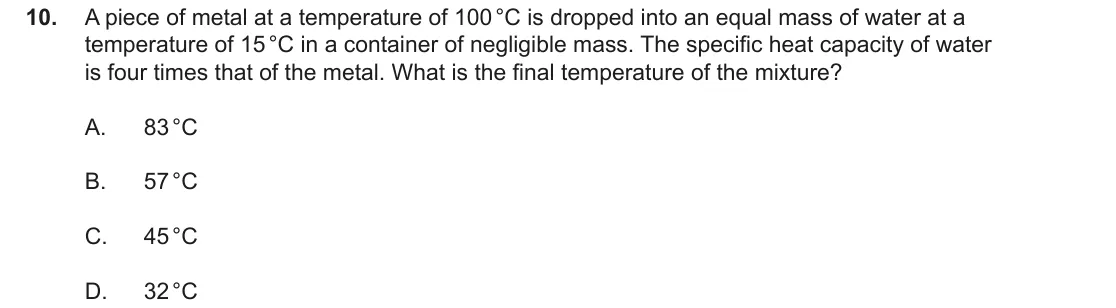 10. A piece of metal at a temperature of 100 °C is dropped into an equal mass of water at a
temperature of 15 °C in a container of negligible mass. The specific heat capacity of water
is four times that of the metal. What is the final temperature of the mixture?
A. 83 °C
B. 57 °C
C. 45 °C
D. 32 °C